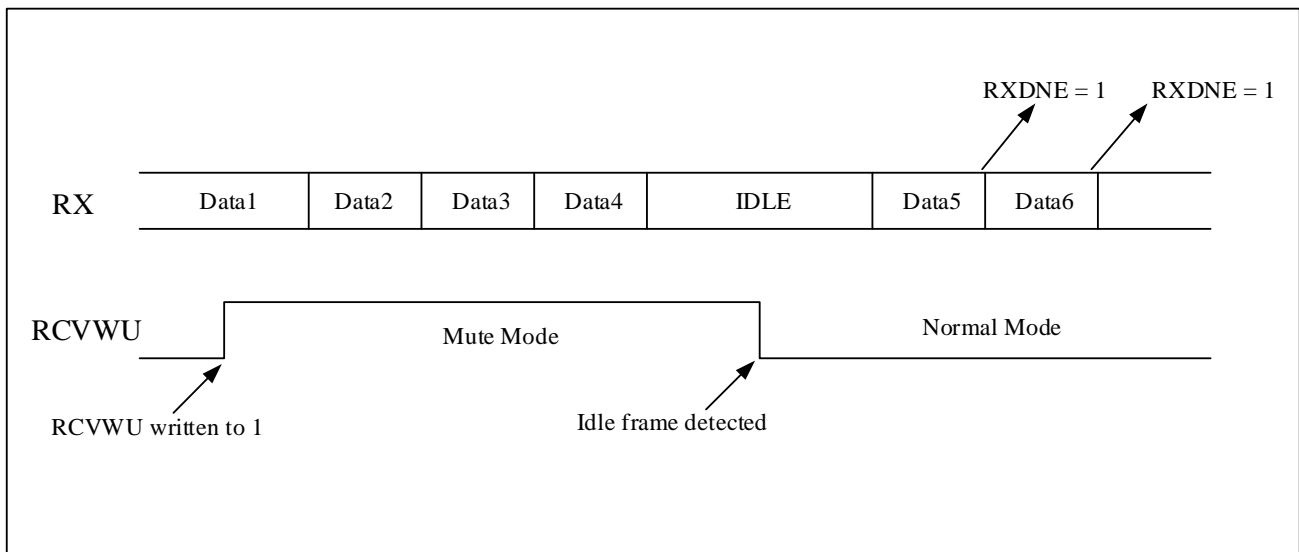 RXDNE = 1 RXDNE = 1
RX Data1 Data2 Data3 Data4 IDLE Data5 Data6
RCVWU Mute Mode Normal Mode
RCVWU written to 1 Idle frame detected